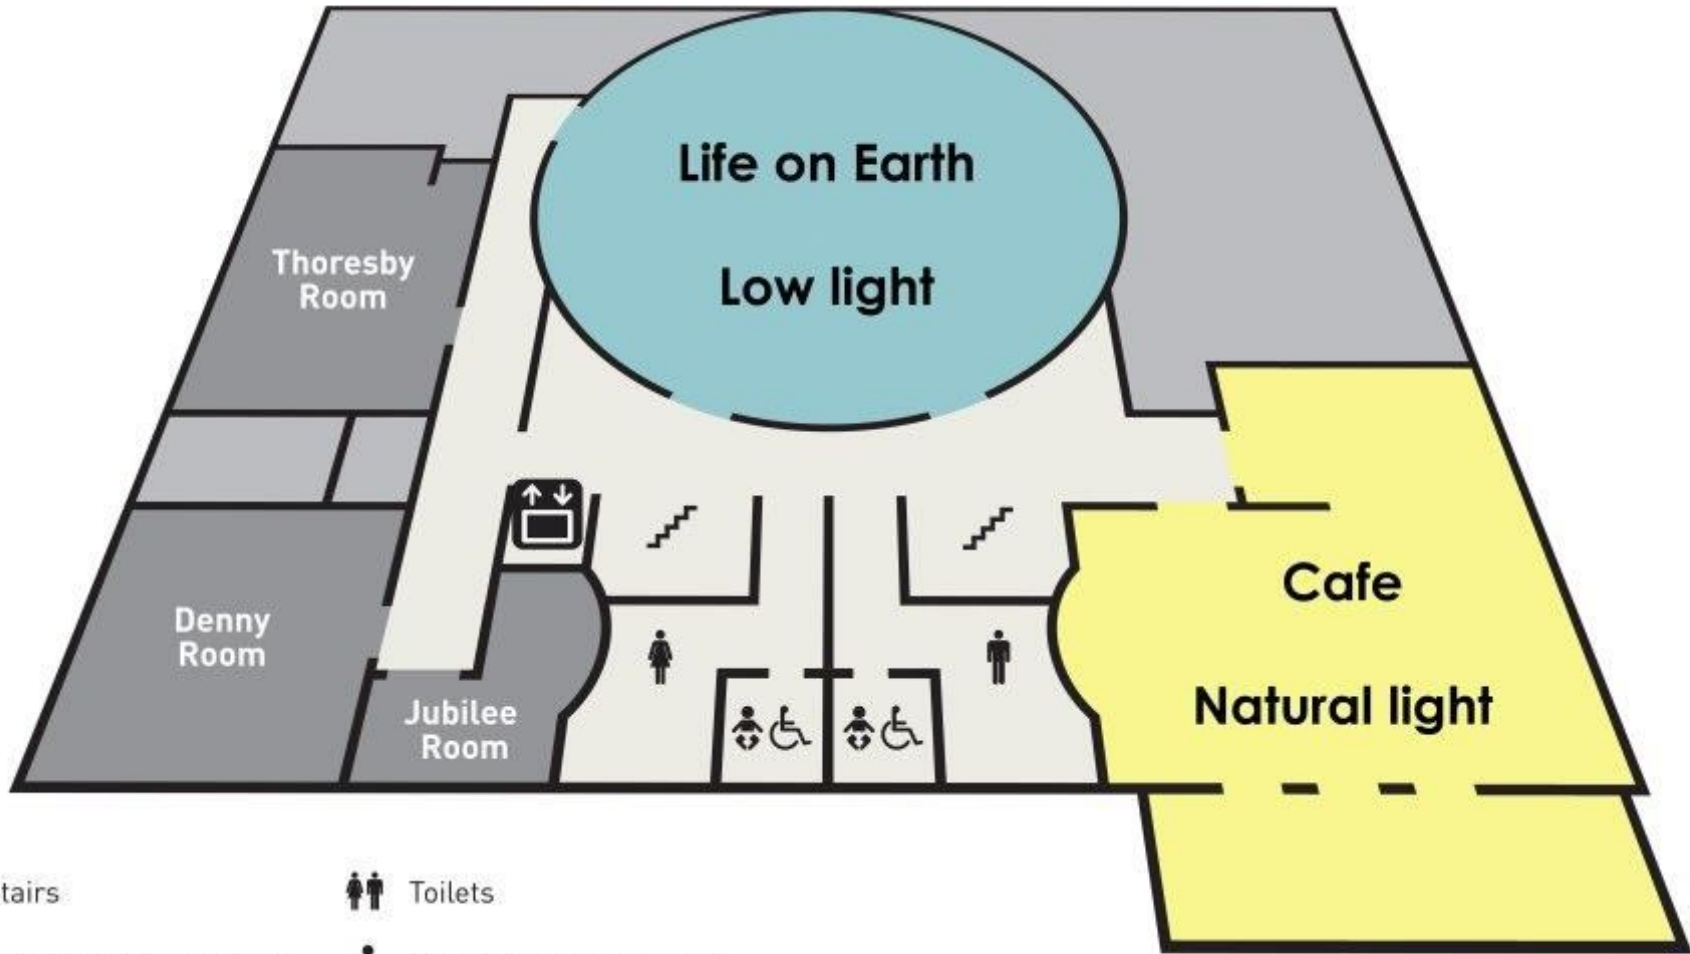 Life on Earth
Low light
Thoresby
Room
Cafe
Natural light
Denny
Room
Jubilee
Room
tairs
Toilets